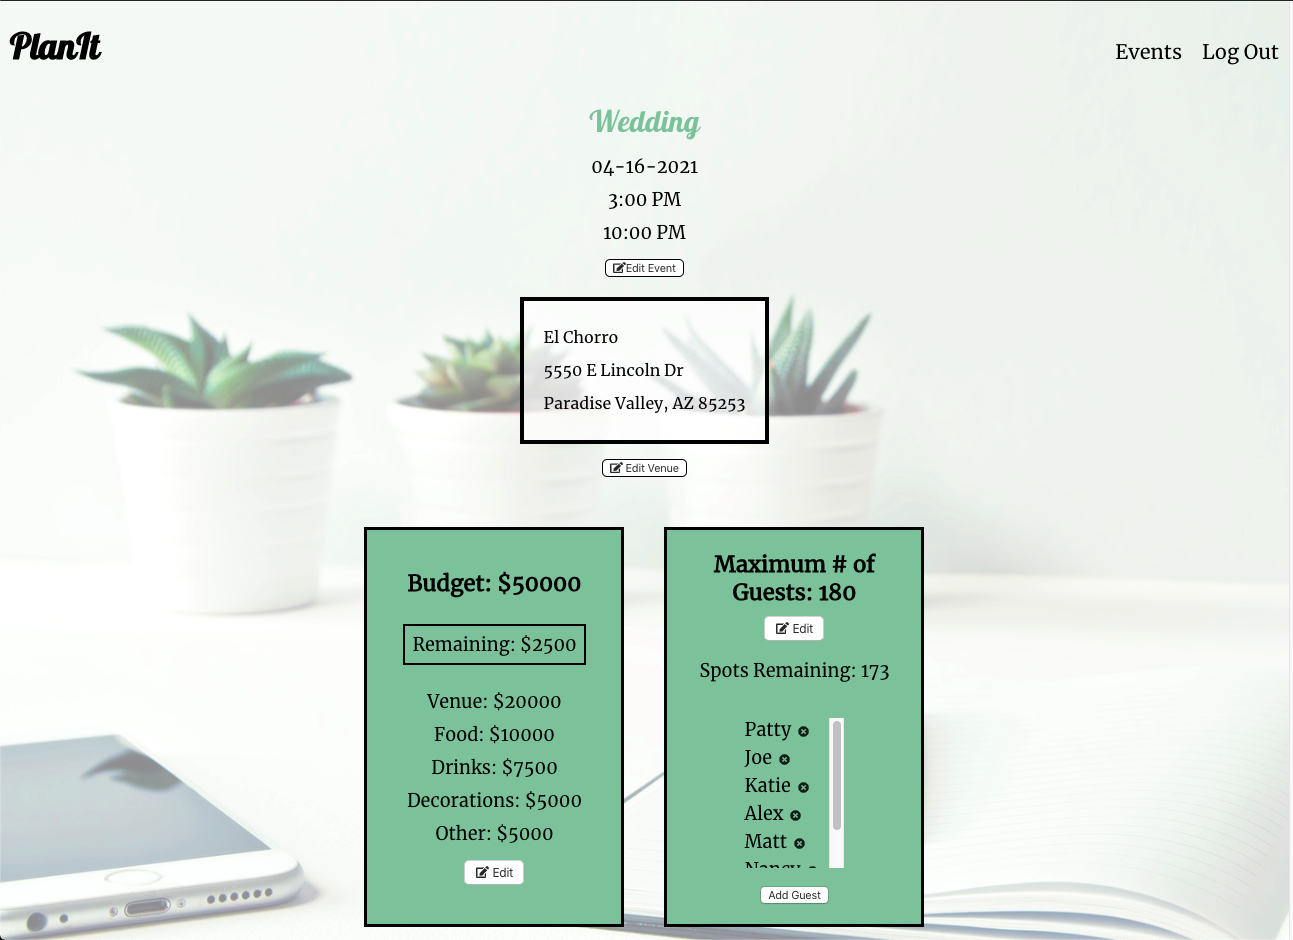 PlanIt
Events Log Out
Wedding
04-16-2021
3:00 PM
10:00 PM
Edit Event
El Chorro
5550 E Lincoln Dr
Paradise Valley, AZ 85253
Edit Venue
Budget: $50000
Remaining: $2500
Venue: $20000
Food: $10000
Drinks: $7500
Decorations: $5000
Other: $5000
Edit
Maximum # of
Guests: 180
Edit
Spots Remaining: 173
Patty
Joe
Katie
Alex
Matt
Nancy
Add Guest